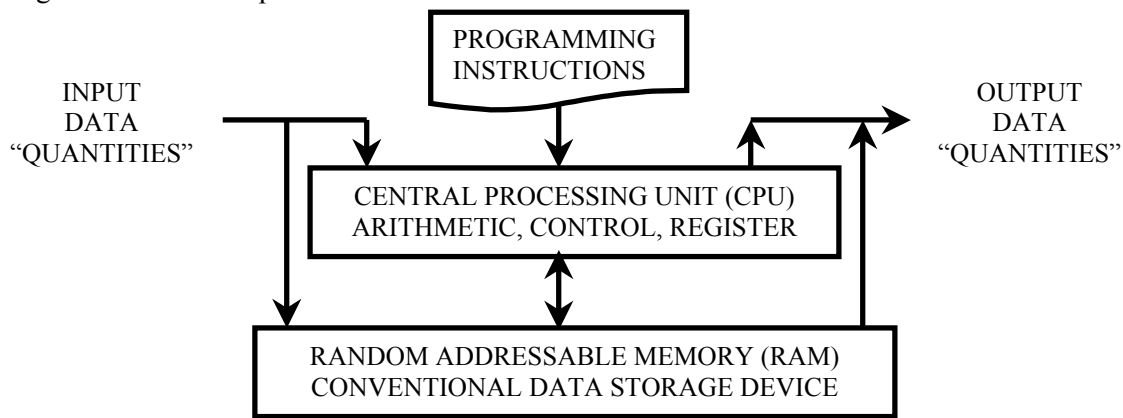 PROGRAMMING
INSTRUCTIONS
INPUT
DATA
“QUANTITIES”
OUTPUT
DATA
“QUANTITIES”
CENTRAL PROCESSING UNIT (CPU)
ARITHMETIC, CONTROL, REGISTER
RANDOM ADDRESSABLE MEMORY (RAM)
CONVENTIONAL DATA STORAGE DEVICE